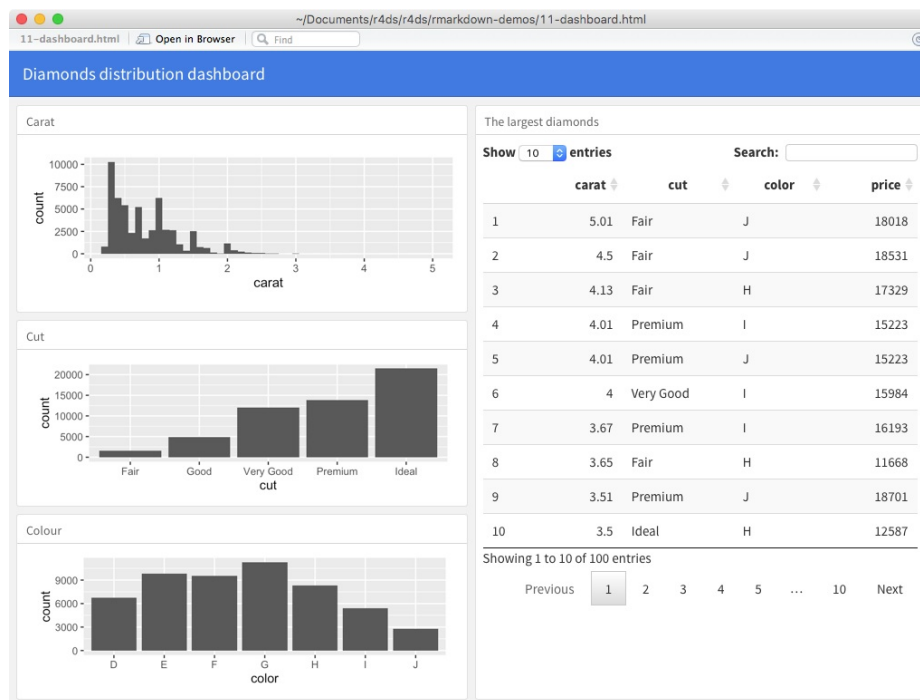 ~/Documents/r4ds/r4ds/rmarkdown-demos/11-dashboard.html
11-dashboard.html Open in Browser Find
Diamonds distribution dashboard
Carat
10000
7500
5000
2500
0
count
0 1 2 3 4 5
carat
Cut
20000
15000
10000
5000
0
count
Fair Good Very Good Premium Ideal
cut
Colour
9000
6000
3000
0
count
D E F G H I J
color
The largest diamonds
Show 10 entries Search:
carat cut color price
1 5.01 Fair J 18018
2 4.5 Fair J 18531
3 4.13 Fair H 17329
4 4.01 Premium I 15223
5 4.01 Premium J 15223
6 4 Very Good I 15984
7 3.67 Premium I 16193
8 3.65 Fair H 11668
9 3.51 Premium J 18701
10 3.5 Ideal H 12587
Showing 1 to 10 of 100 entries
Previous 1 2 3 4 5 ... 10 Next